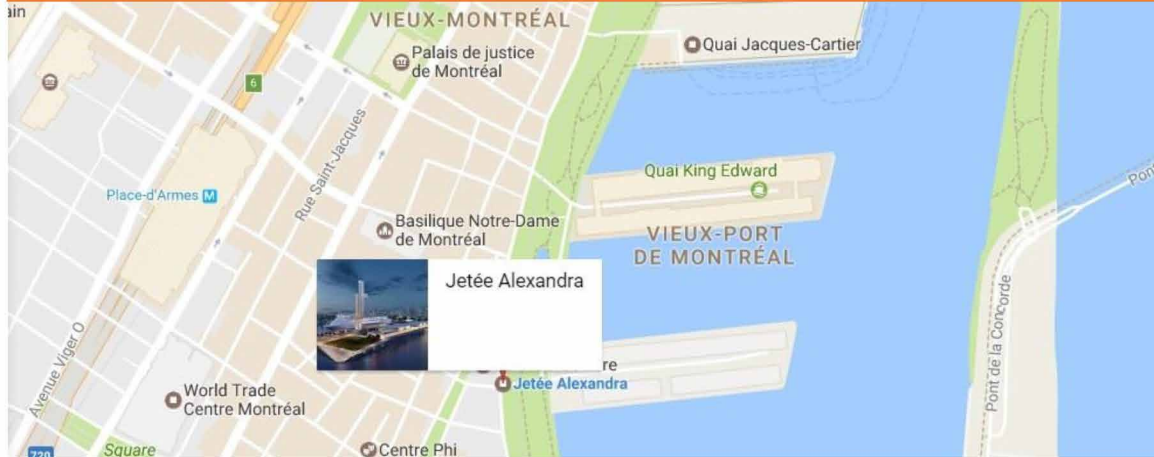 ain
VIEUX-MONTRÉAL
Palais de justice
de Montréal
Quai Jacques-Cartier
6
Rue Saint-Jacques
Quai King Edward
Place-d'Armes M
Pont
Basilique Notre-Dame
de Montréal
VIEUX-PORT
DE MONTRÉAL
Jetée Alexandra
Pont de la Concorde
Avenue Viger O
re
Jetée Alexandra
World Trade
Centre Montréal
720
Square
Centre Phi